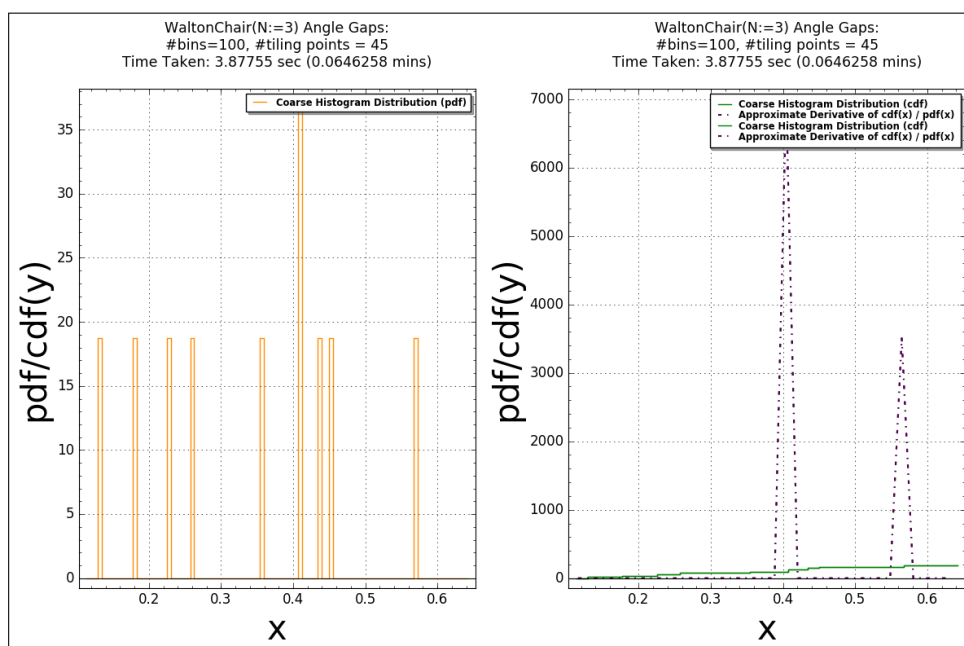 WaltonChair(N:=3) Angle Gaps:
#bins=100, #tiling points = 45
Time Taken: 3.87755 sec (0.0646258 mins)
Coarse Histogram Distribution (pdf)
35
30
25
20
15
10
5
0
pdf/cdf(y)
0.2
0.3
0.4
0.5
0.6
x
WaltonChair(N:=3) Angle Gaps:
#bins=100, #tiling points = 45
Time Taken: 3.87755 sec (0.0646258 mins)
Coarse Histogram Distribution (cdf)
Approximate Derivative of cdf(x) / pdf(x)
Coarse Histogram Distribution (cdf)
Approximate Derivative of cdf(x) / pdf(x)
7000
6000
5000
4000
3000
2000
1000
0
pdf/cdf(y)
0.2
0.3
0.4
0.5
0.6
x